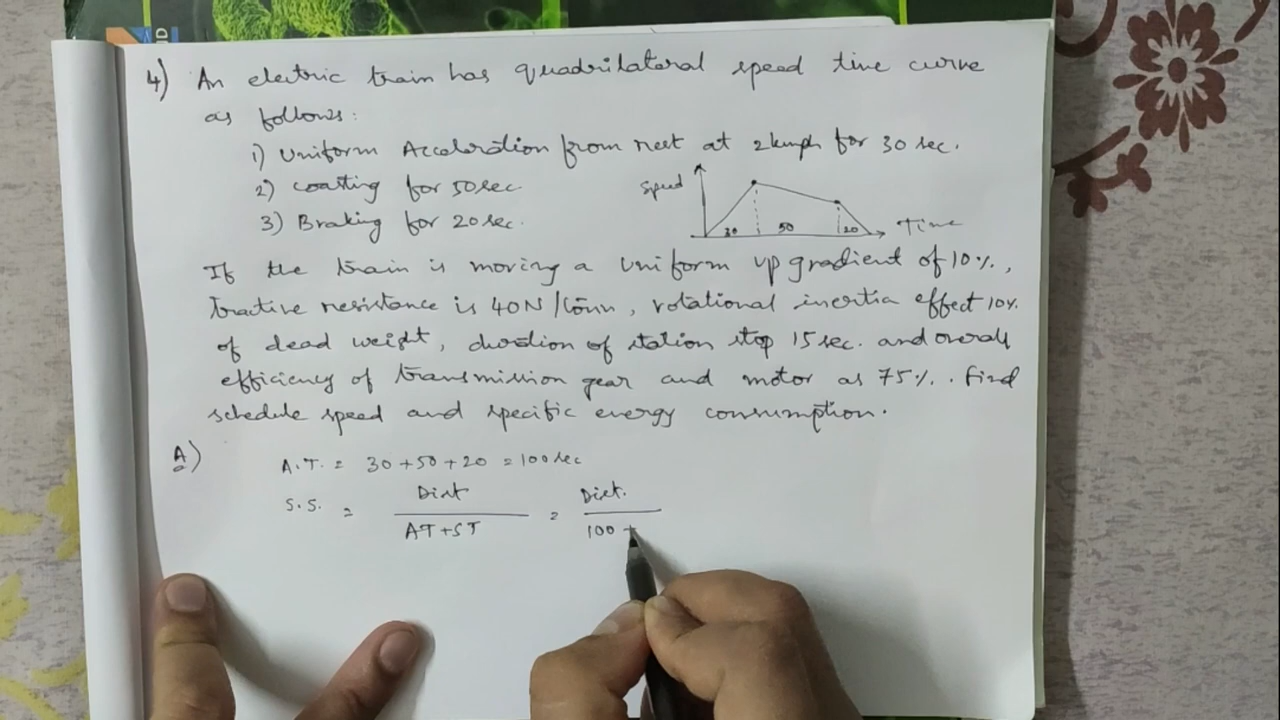 4) An electric train has quadrilateral speed time curve
as follows:
1) Uniform Acceleration from rest at 2kmph for 30 sec.
2) Coasting for 50sec
3) Braking for 20sec.
Speed
30 50 20
Time
If the train is moving a uniform up gradient of 10%,
tractive resistance is 40N/tonn, rotational inertia effect 10%
of dead weight, duration of station stop 15 sec. and overall
efficiency of transmission gear and motor as 75%. Find
schedule speed and specific energy consumption.
A)
A.T. = 30+50+20 = 100sec
S.S. = Dist / AT+ST = Dist. / 100 +